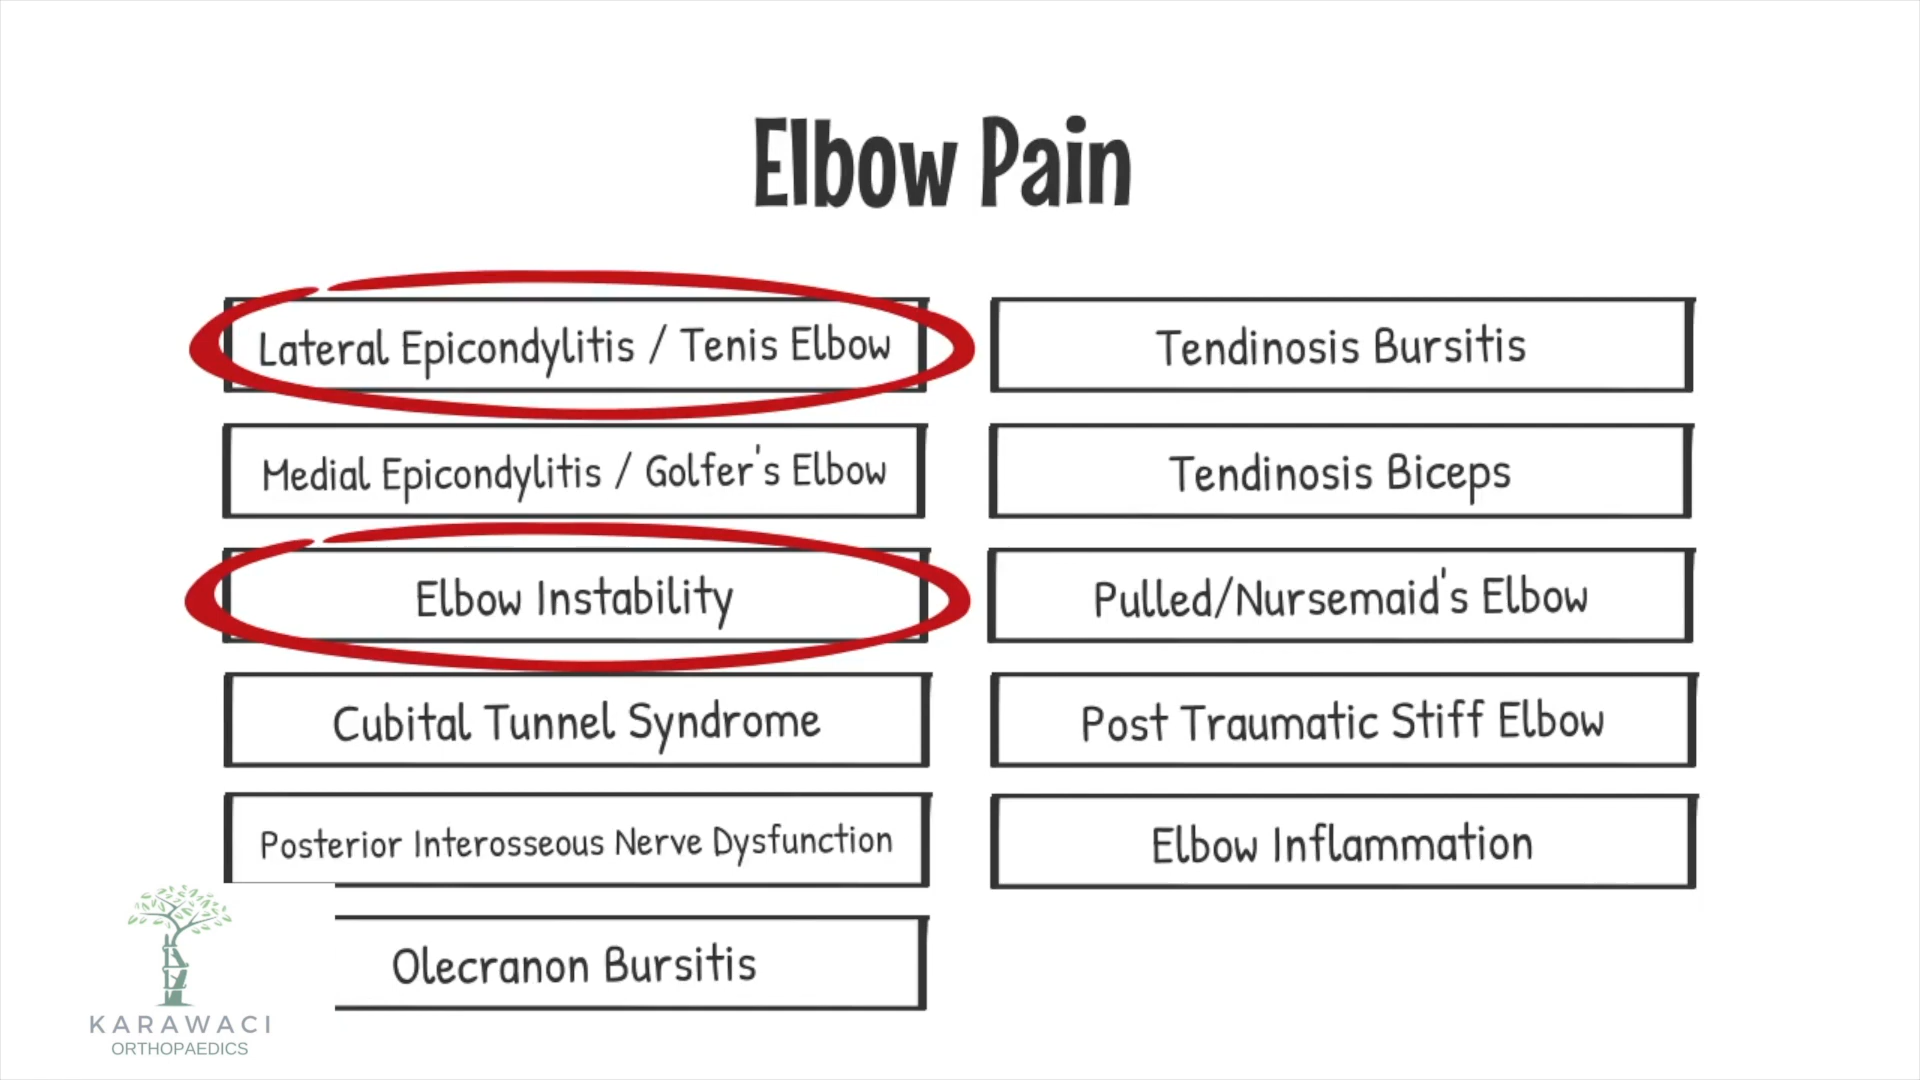 Elbow Pain
Lateral Epicondylitis / Tenis Elbow
Medial Epicondylitis / Golfer's Elbow
Elbow Instability
Cubital Tunnel Syndrome
Posterior Interosseous Nerve Dysfunction
Olecranon Bursitis
Tendinosis Bursitis
Tendinosis Biceps
Pulled/Nursemaid's Elbow
Post Traumatic Stiff Elbow
Elbow Inflammation
KARAWACI
ORTHOPAEDICS